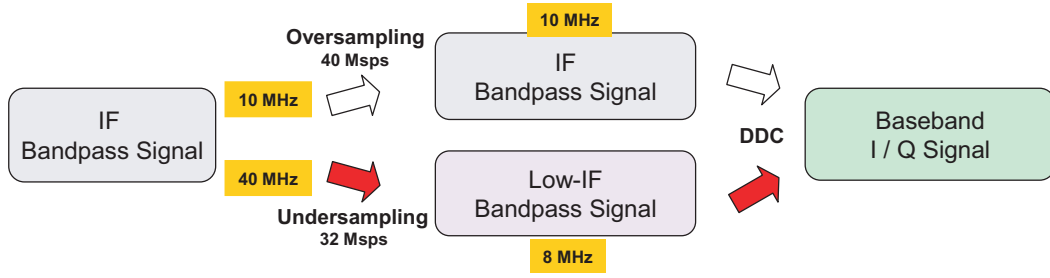 IF
Bandpass Signal
10 MHz
40 MHz
Oversampling
40 Msps
Undersampling
32 Msps
10 MHz
IF
Bandpass Signal
Low-IF
Bandpass Signal
8 MHz
DDC
Baseband
I / Q Signal